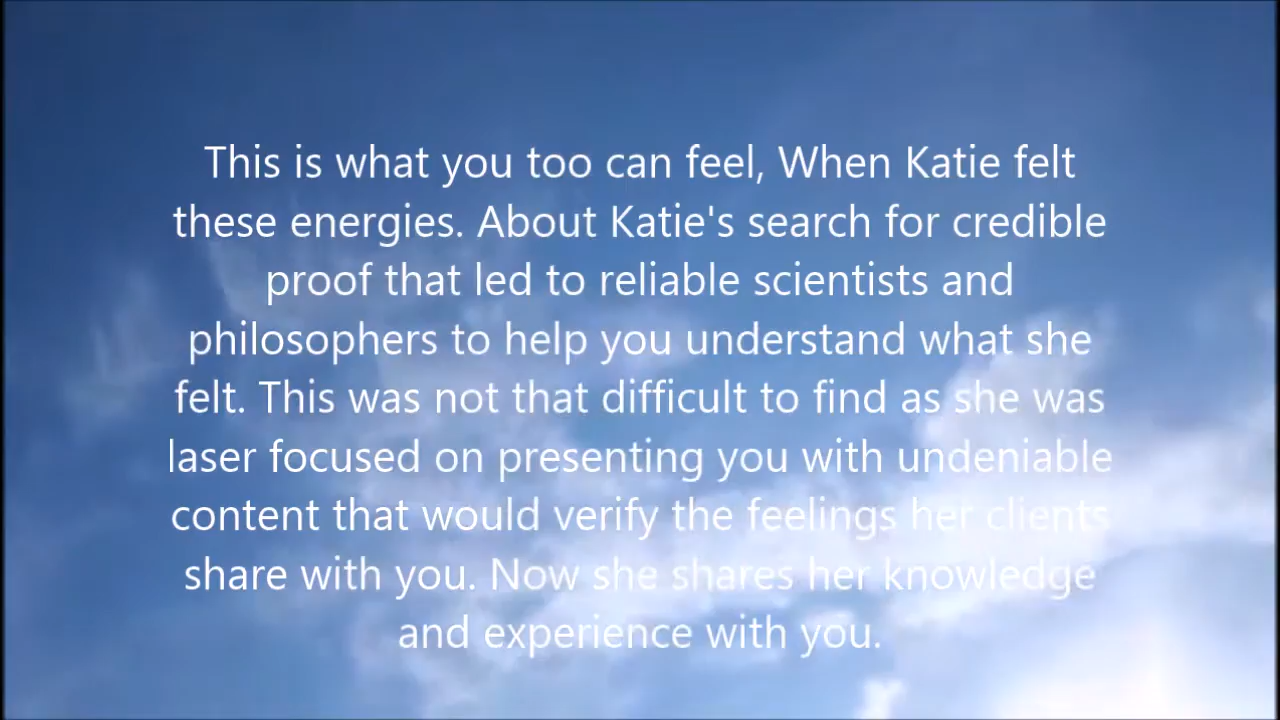 This is what you too can feel, When Katie felt
these energies. About Katie's search for credible
proof that led to reliable scientists and
philosophers to help you understand what she
felt. This was not that difficult to find as she was
laser focused on presenting you with undeniable
content that would verify the feelings her clients
share with you. Now she shares her knowledge
and experience with you.